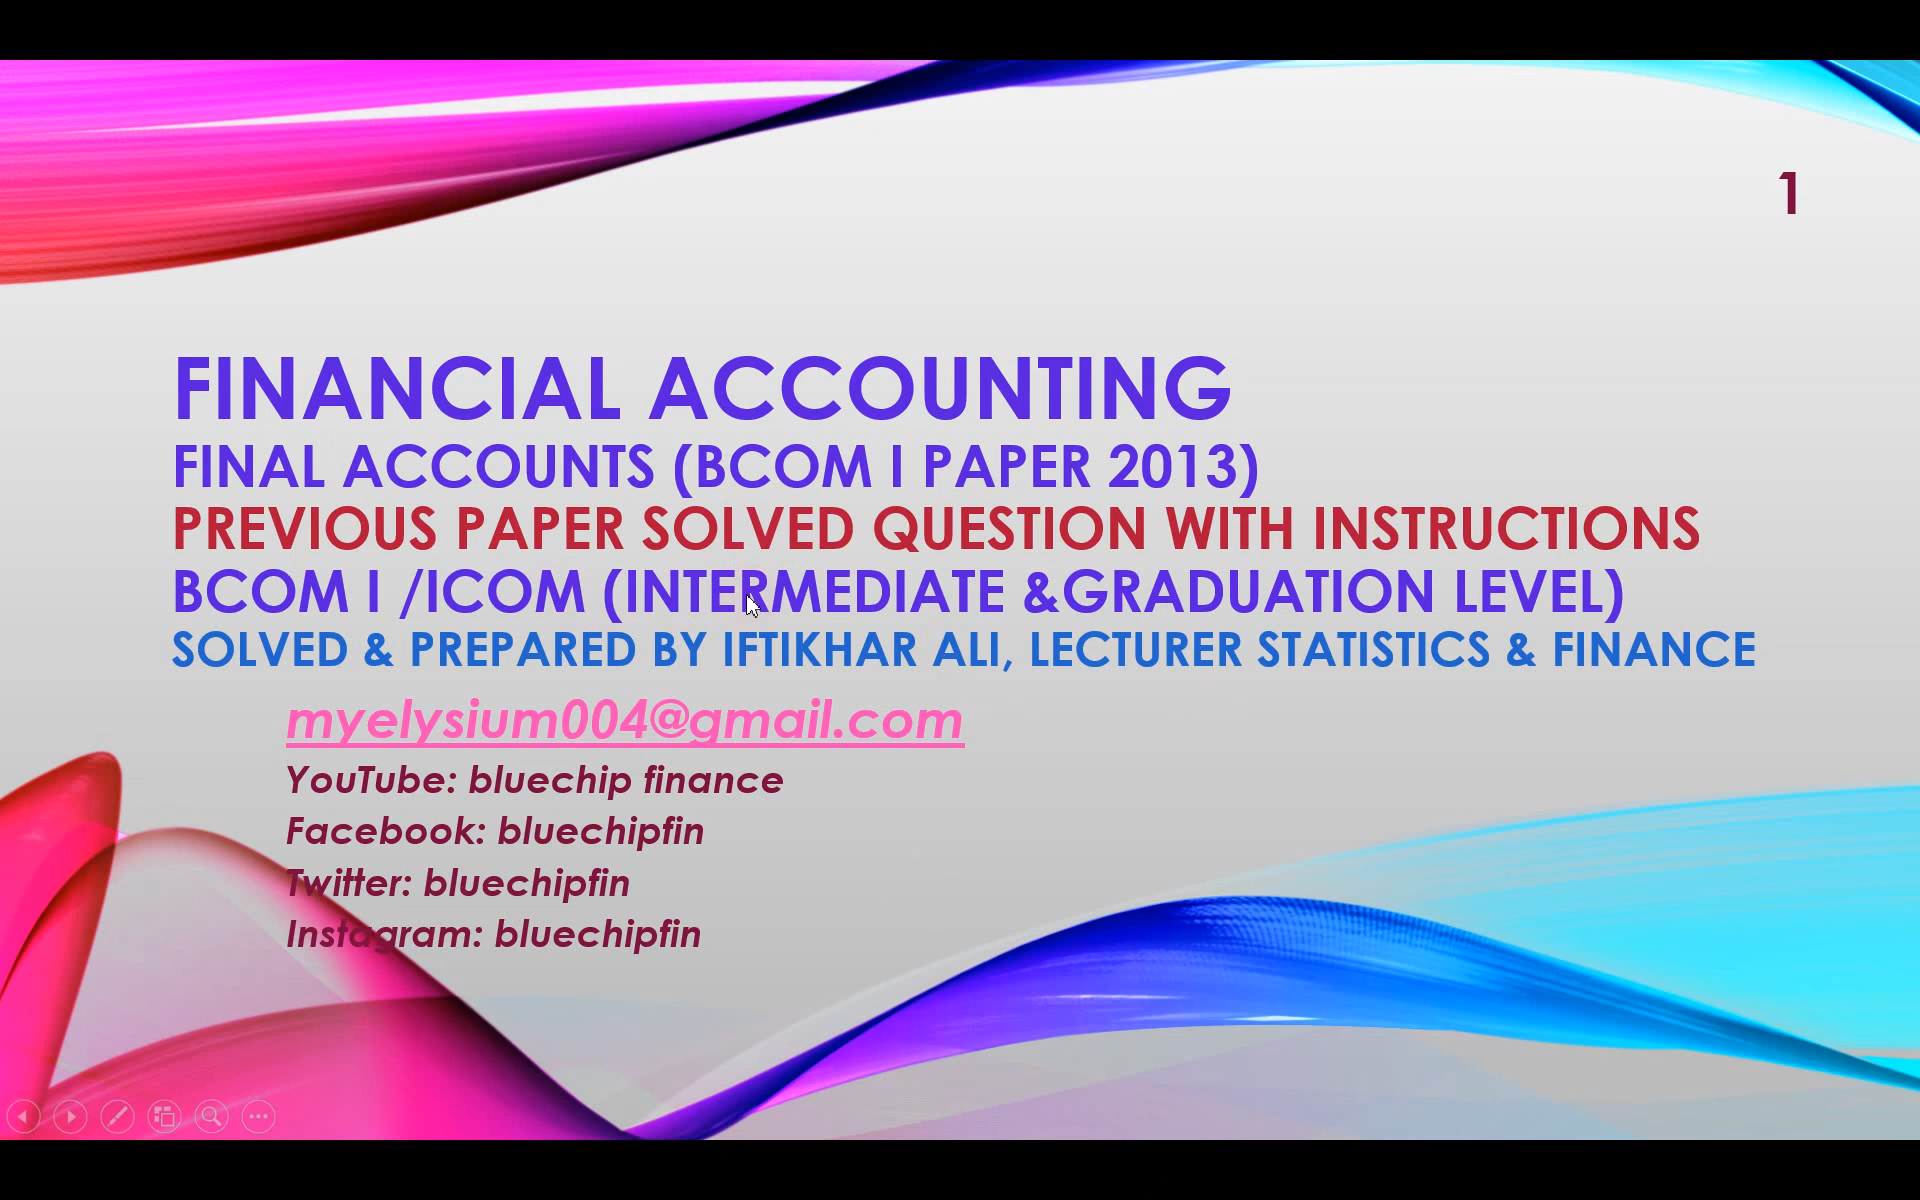 1
FINANCIAL ACCOUNTING
FINAL ACCOUNTS (BCOM I PAPER 2013)
PREVIOUS PAPER SOLVED QUESTION WITH INSTRUCTIONS
BCOM I /ICOM (INTERMEDIATE &GRADUATION LEVEL)
SOLVED & PREPARED BY IFTIKHAR ALI, LECTURER STATISTICS & FINANCE
myelysium004@gmail.com
YouTube: bluechip finance
Facebook: bluechipfin
Twitter: bluechipfin
Instagram: bluechipfin